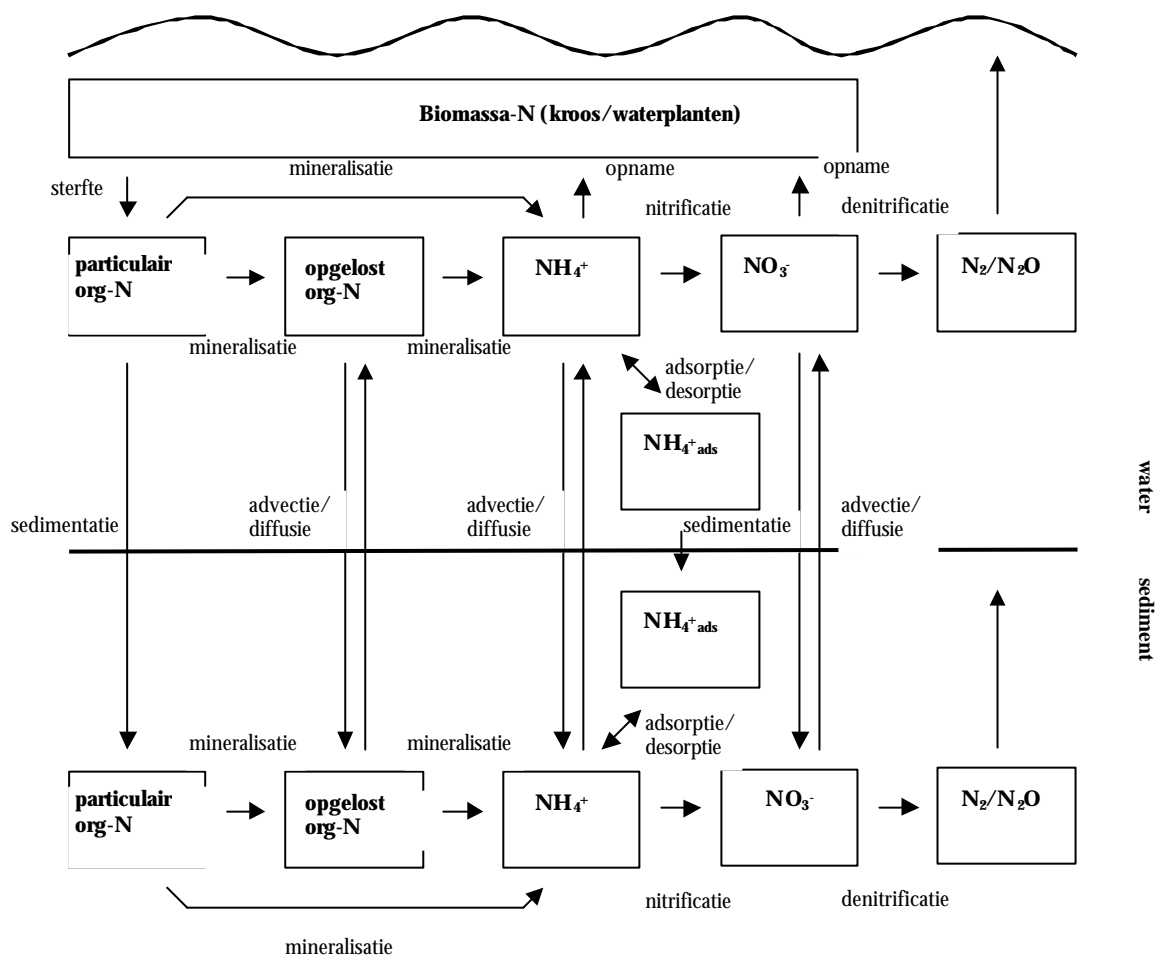 Biomassa-N (kroos/waterplanten)
mineralisatie
opname
opname
sterfte
nitrificatie
denitrificatie
particulair
org-N
opgelost
org-N
NH₄⁺
NO₃⁻
N₂/N₂O
mineralisatie
mineralisatie
adsorptie/
desorptie
NH₄⁺ads
water
sedimentatie
advectie/
diffusie
advectie/
diffusie
sedimentatie
advectie/
diffusie
sediment
NH₄⁺ads
adsorptie/
desorptie
mineralisatie
mineralisatie
particulair
org-N
opgelost
org-N
NH₄⁺
NO₃⁻
N₂/N₂O
nitrificatie
denitrificatie
mineralisatie